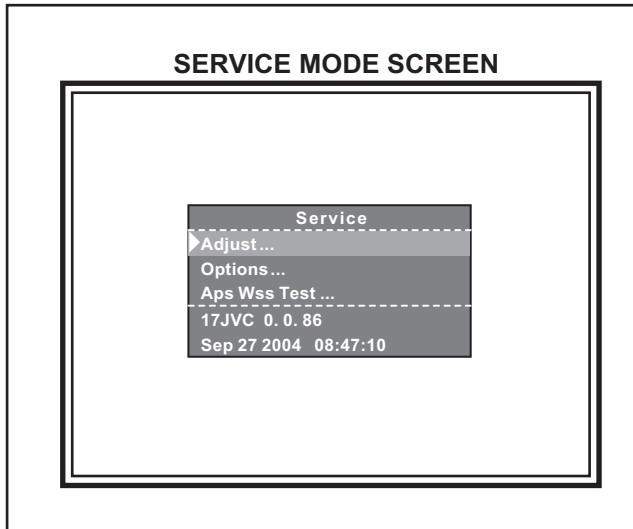 SERVICE MODE SCREEN
Service
Adjust...
Options...
Aps Wss Test ...
17JVC 0. 0. 86
Sep 27 2004 08:47:10